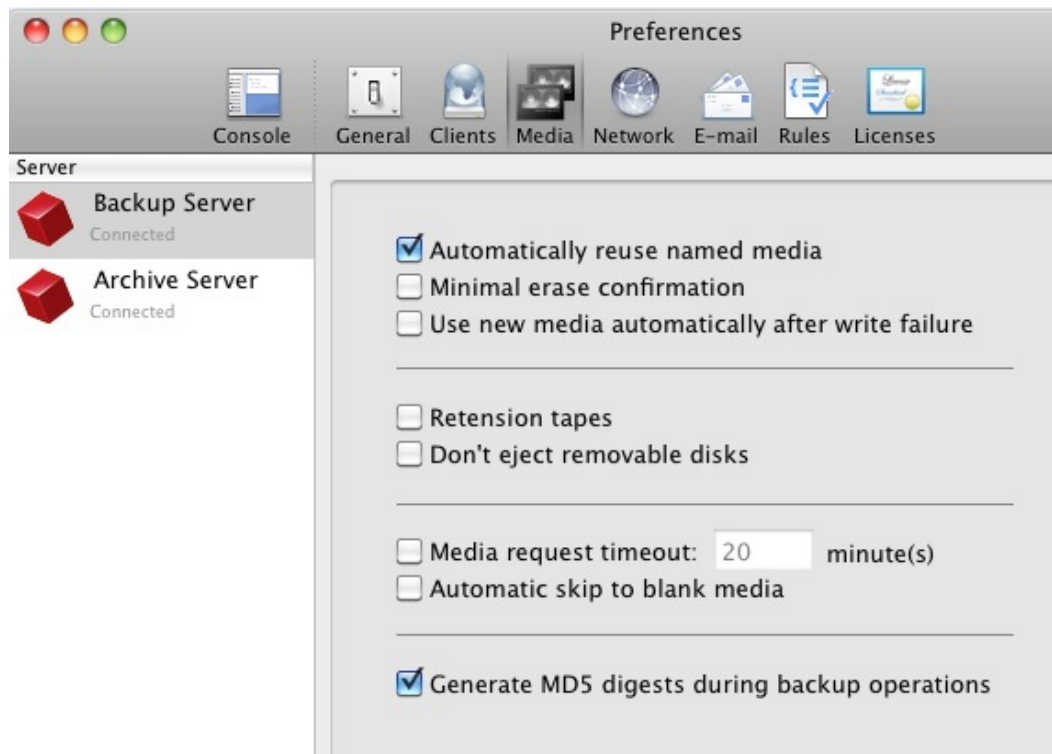 Preferences
Console General Clients Media Network E-mail Rules Licenses
Server
Backup Server
Connected
Archive Server
Connected
Automatically reuse named media
Minimal erase confirmation
Use new media automatically after write failure
Retension tapes
Don't eject removable disks
Media request timeout: 20 minute(s)
Automatic skip to blank media
Generate MD5 digests during backup operations